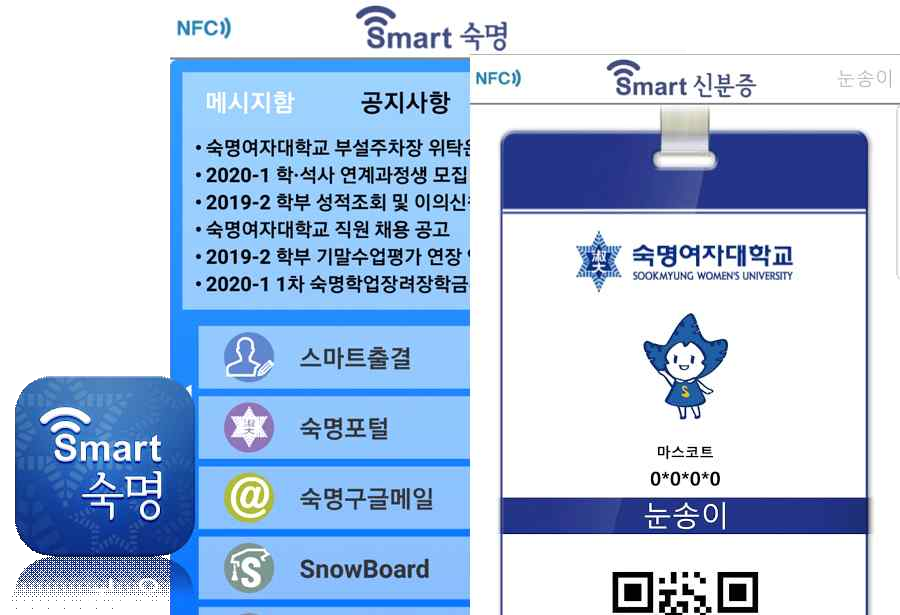 NFC
Smart 숙명
메시지함 공지사항
• 숙명여자대학교 부설주차장 위탁운
• 2020-1 학·석사 연계과정생 모집
• 2019-2 학부 성적조회 및 이의신
• 숙명여자대학교 직원 채용 공고
• 2019-2 학부 기말수업평가 연장
• 2020-1 1차 숙명학업장려장학금
스마트출결
숙명포털
숙명구글메일
SnowBoard
Smart
숙명
NFC
Smart 신분증
눈송이
숙명여자대학교
SOOKMYUNG WOMEN'S UNIVERSITY
S
마스코트
0*0*0*0
눈송이